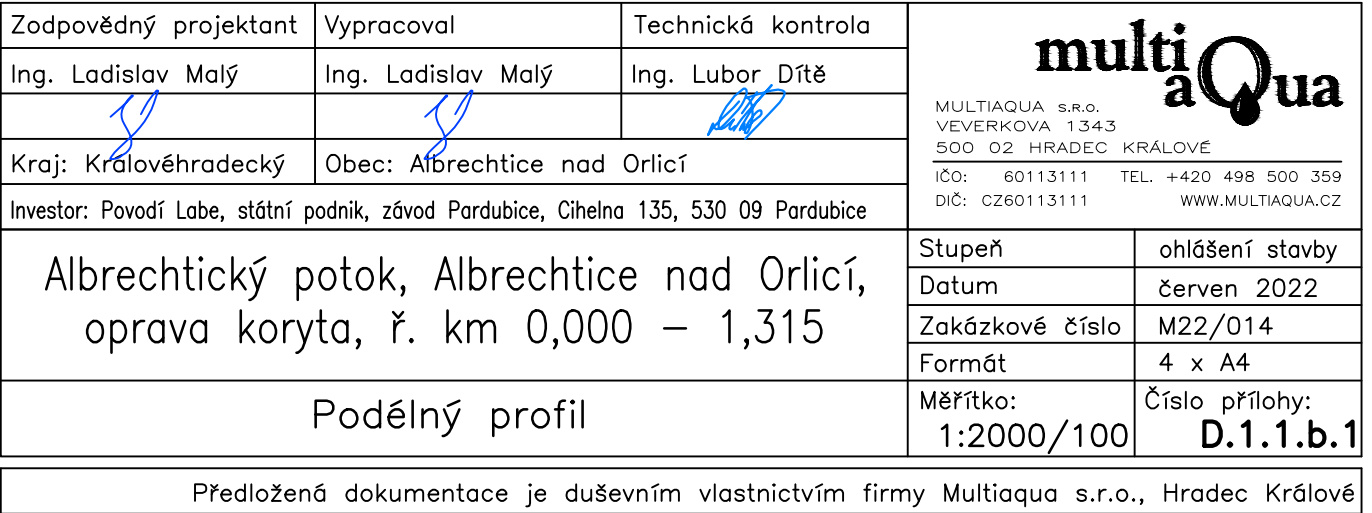 Zodpovědný projektant
Vypracoval
Technická kontrola
Ing. Ladislav Malý
Ing. Ladislav Malý
Ing. Lubor Dítě
Kraj: Královéhradecký
Obec: Albrechtice nad Orlicí
Investor: Povodí Labe, státní podnik, závod Pardubice, Cihelna 135, 530 09 Pardubice
multi
aQua
MULTIAQUA s.r.o.
VEVERKOVA 1343
500 02 HRADEC KRÁLOVÉ
IČO: 60113111 TEL. +420 498 500 359
DIČ: CZ60113111 WWW.MULTIAQUA.CZ
Albrechtický potok, Albrechtice nad Orlicí,
oprava koryta, ř. km 0,000 – 1,315
Podélný profil
Stupeň ohlášení stavby
Datum červen 2022
Zakázkové číslo M22/014
Formát 4 x A4
Měřítko:
1:2000/100
Číslo přílohy:
D.1.1.b.1
Předložená dokumentace je duševním vlastnictvím firmy Multiaqua s.r.o., Hradec Králové